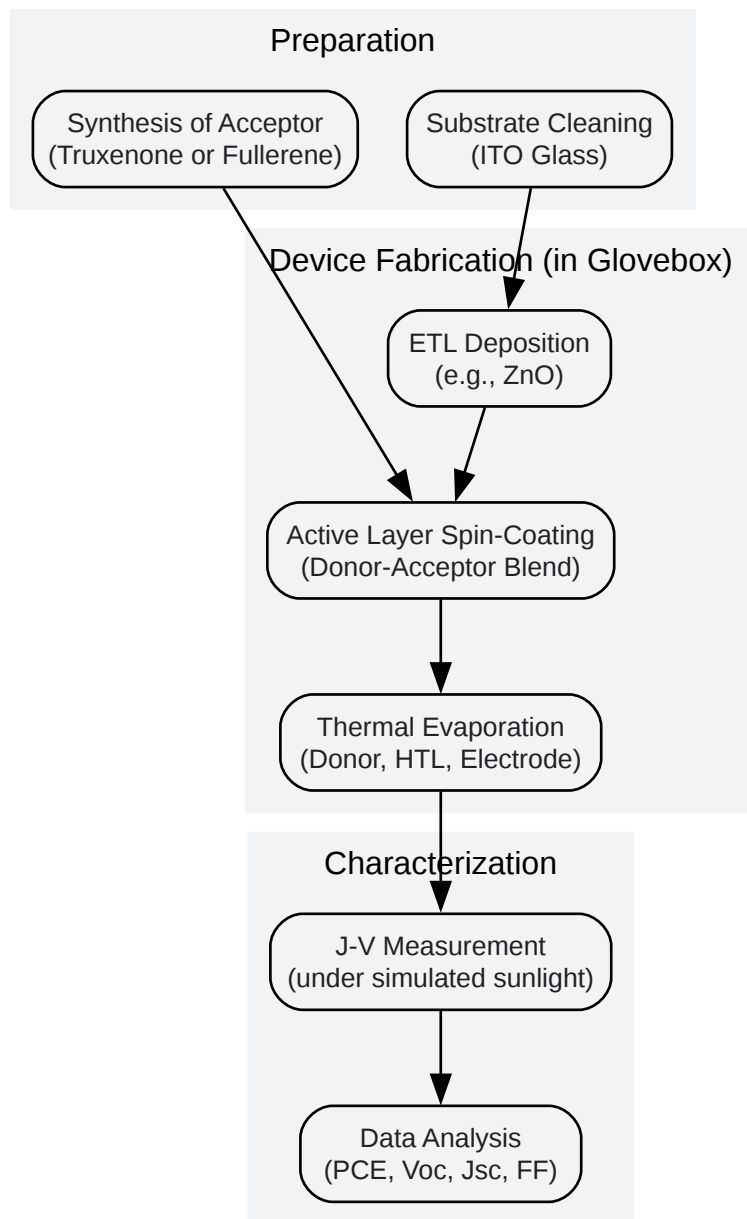 Preparation
Synthesis of Acceptor
(Truxenone or Fullerene)
Substrate Cleaning
(ITO Glass)
Device Fabrication (in Glovebox)
ETL Deposition
(e.g., ZnO)
Active Layer Spin-Coating
(Donor-Acceptor Blend)
Thermal Evaporation
(Donor, HTL, Electrode)
Characterization
J-V Measurement
(under simulated sunlight)
Data Analysis
(PCE, Voc, Jsc, FF)